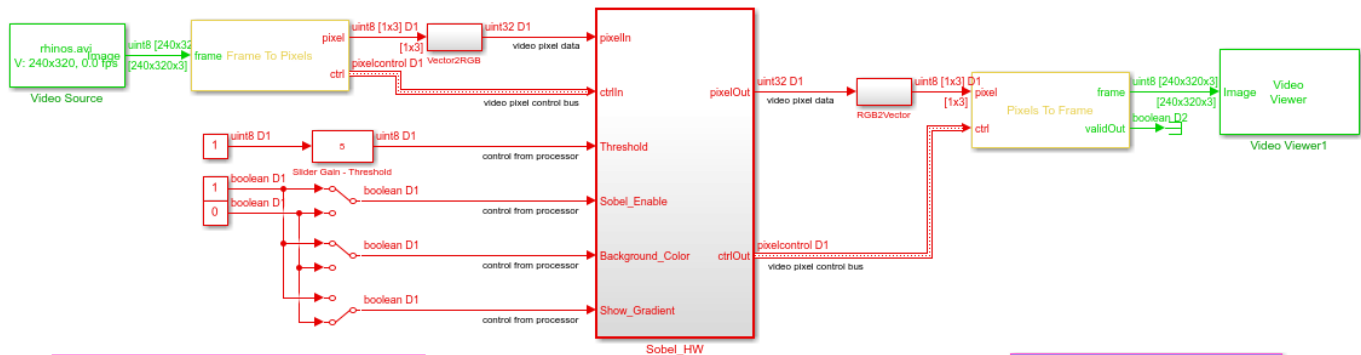 rhinos.avi
V: 240x320, 0.0 fps
Image
Video Source
uint8 [240x32
[240x320x3]
frame
Frame To Pixels
pixel
ctrl
uint8 [1x3] D1
[1x3]
pixelcontrol D1
Vector2RGB
uint32 D1
video pixel data
video pixel control bus
1
uint8 D1
5
Slider Gain - Threshold
uint8 D1
control from processor
1
0
boolean D1
boolean D1
boolean D1
control from processor
boolean D1
control from processor
boolean D1
control from processor
pixelIn
ctrlIn
Threshold
Sobel_Enable
Background_Color
Show_Gradient
pixelOut
ctrlOut
Sobel_HW
uint32 D1
video pixel data
pixelcontrol D1
video pixel control bus
RGB2Vector
uint8 [1x3] D1
[1x3]
pixel
ctrl
Pixels To Frame
frame
validOut
uint8 [240x320x3]
[240x320x3]
boolean D2
Image
Video
Viewer
Video Viewer1